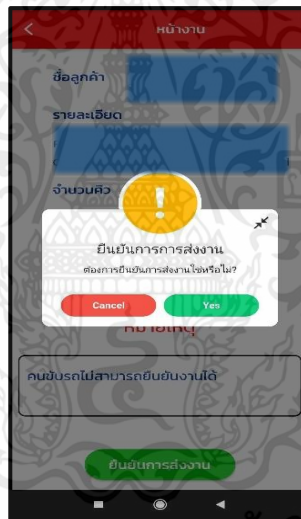 หน้างาน
ชื่อลูกค้า
รายละเอียด
จำนวนคิว
!
ยืนยันการการส่งงาน
ต้องการยืนยันการส่งงานใช่หรือไม่?
Cancel
Yes
หมายเหตุ
คนขับรถไม่สามารถยืนยันงานได้
ยืนยันการส่งงาน